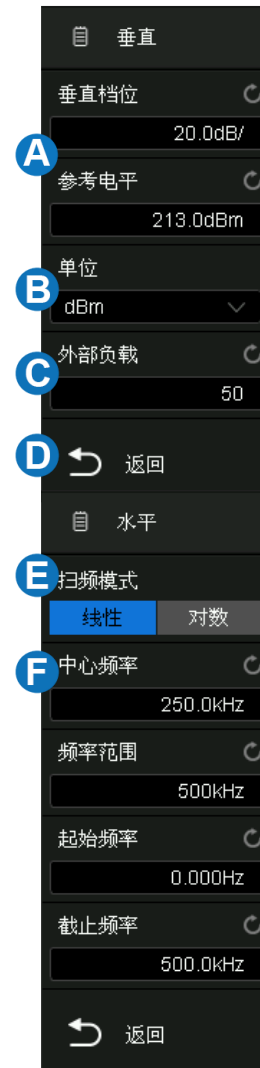 垂直
垂直档位
20.0dB/
A
参考电平
213.0dBm
单位
B
dBm
外部负载
C
50
D
返回
水平
E
扫频模式
线性 对数
F
中心频率
250.0kHz
频率范围
500kHz
起始频率
0.000Hz
截止频率
500.0kHz
返回